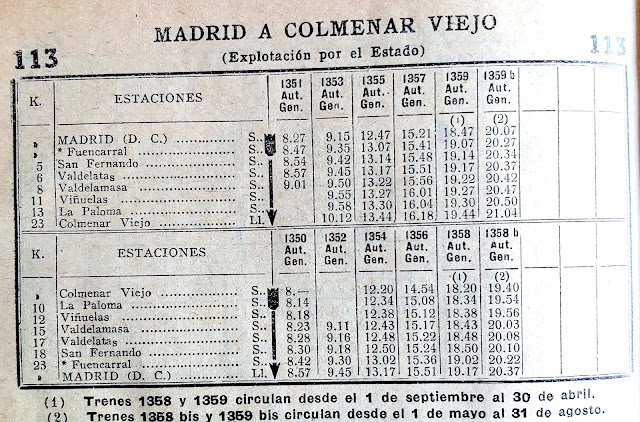 MADRID A COLMENAR VIEJO
113 (Explotación por el Estado) 113
K. ESTACIONES 1351 Aut. Gen. 1353 Aut. Gen. 1355 Aut. Gen. 1357 Aut. Gen. 1359 Aut. Gen. 1359 b Aut. Gen.
(1) (2)
» MADRID (D. C.) ............... S.. 8.27 9.15 12.47 15.21 18.47 20.07
» * Fuencarral .................. S.. 8.47 9.35 13.07 15.41 19.07 20.27
5 San Fernando .................. S.. 8.54 9.42 13.14 15.48 19.14 20.34
6 Valdelatas .................. S.. 8.57 9.45 13.17 15.51 19.17 20.37
8 Valdelamasa .................. S.. 9.01 9.50 13.22 15.56 19.22 20.42
11 Viñuelas .................. S.. 9.55 13.27 16.01 19.27 20.47
13 La Paloma .................. S.. 9.58 13.30 16.04 19.30 20.50
23 Colmenar Viejo ............... Ll. 10.12 13.44 16.18 19.44 21.04
K. ESTACIONES 1350 Aut. Gen. 1352 Aut. Gen. 1354 Aut. Gen. 1356 Aut. Gen. 1358 Aut. Gen. 1358 b Aut. Gen.
(1) (2)
» Colmenar Viejo .................. S.. 8.— 12.20 14.54 18.20 19.40
10 La Paloma .................. S.. 8.14 12.34 15.08 18.34 19.54
12 Viñuelas .................. S.. 8.18 12.38 15.12 18.38 19.56
15 Valdelamasa .................. S.. 8.23 9.11 12.43 15.17 18.43 20.03
17 Valdelatas .................. S.. 8.28 9.16 12.48 15.22 18.48 20.08
18 San Fernando .................. S.. 8.30 9.18 12.50 15.24 18.50 20.10
23 * Fuencarral .................. S.. 8.42 9.30 13.02 15.36 19.02 20.22
» MADRID (D. C.) ............... Ll. 8.57 9.45 13.17 15.51 19.17 20.37
(1) Trenes 1358 y 1359 circulan desde el 1 de septiembre al 30 de abril.
(2) Trenes 1358 bis y 1359 bis circulan desde el 1 de mayo al 31 de agosto.